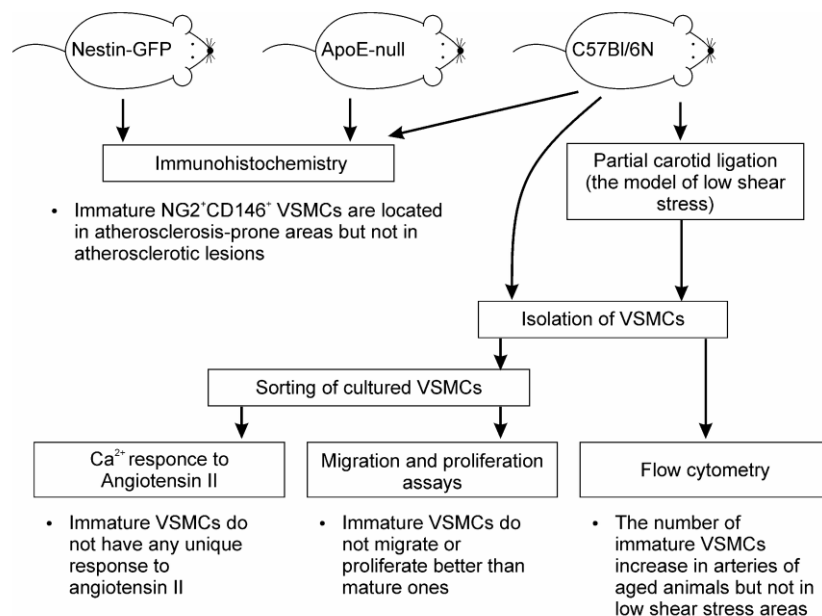 Nestin-GFP
ApoE-null
C57Bl/6N
Immunohistochemistry
• Immature NG2⁺CD146⁺ VSMCs are located
in atherosclerosis-prone areas but not in
atherosclerotic lesions
Partial carotid ligation
(the model of low shear
stress)
Isolation of VSMCs
Sorting of cultured VSMCs
Ca²⁺ responce to
Angiotensin II
• Immature VSMCs do
not have any unique
response to
angiotensin II
Migration and proliferation
assays
• Immature VSMCs do
not migrate or
proliferate better than
mature ones
Flow cytometry
• The number of
immature VSMCs
increase in arteries of
aged animals but not in
low shear stress areas